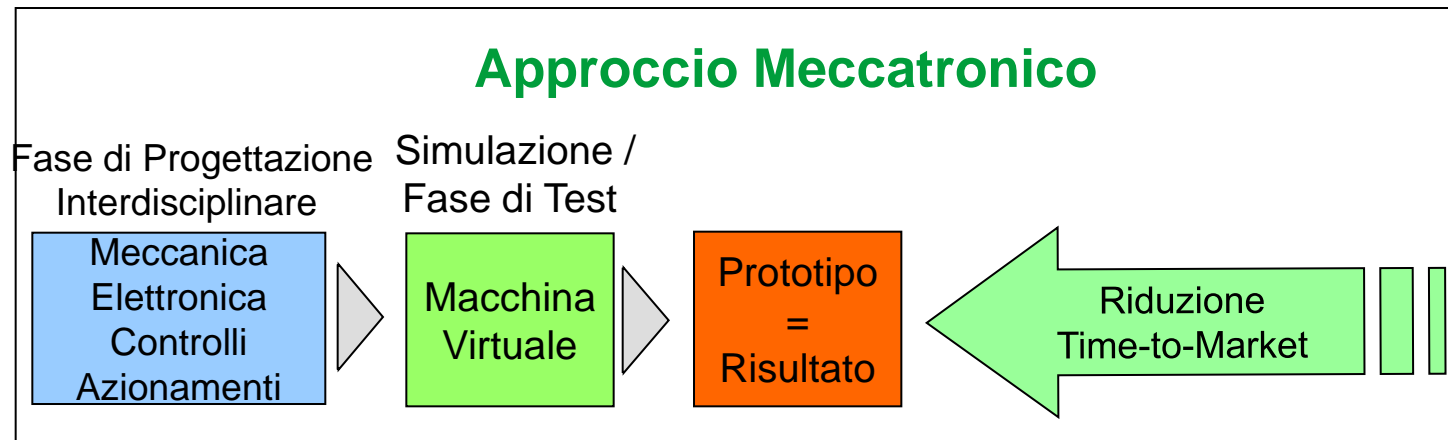 Approccio Meccatronico
Fase di Progettazione
Interdisciplinare
Simulazione /
Fase di Test
Meccanica
Elettronica
Controlli
Azionamenti
Macchina
Virtuale
Prototipo
=
Risultato
Riduzione
Time-to-Market